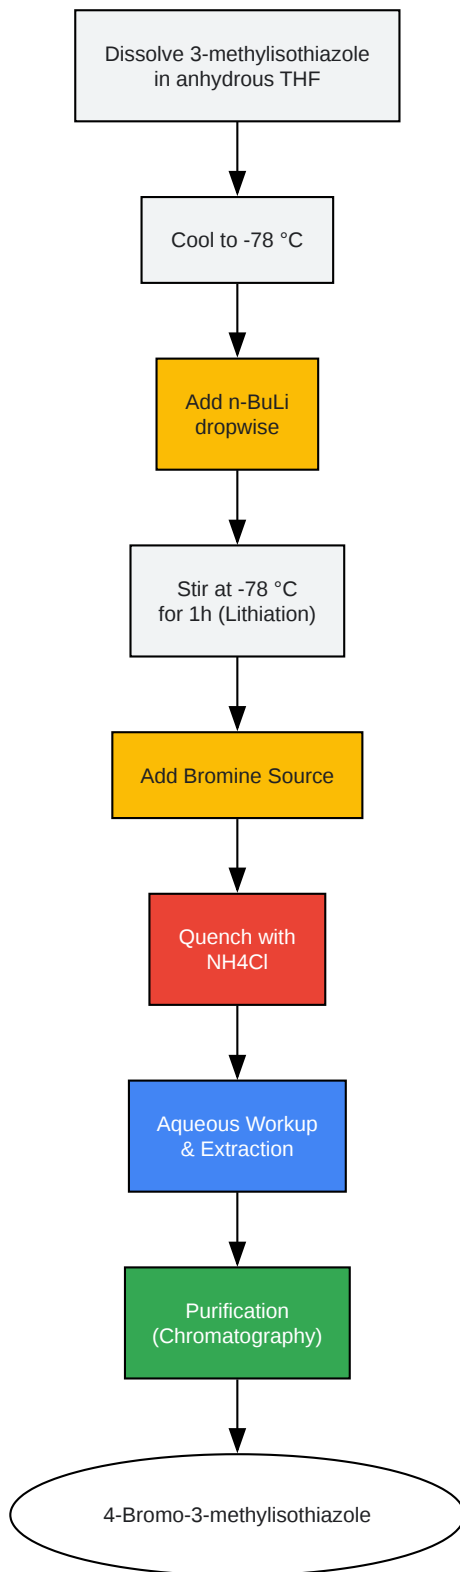 Dissolve 3-methylisothiazole
in anhydrous THF
Cool to -78 °C
Add n-BuLi
dropwise
Stir at -78 °C
for 1h (Lithiation)
Add Bromine Source
Quench with
NH4Cl
Aqueous Workup
& Extraction
Purification
(Chromatography)
4-Bromo-3-methylisothiazole